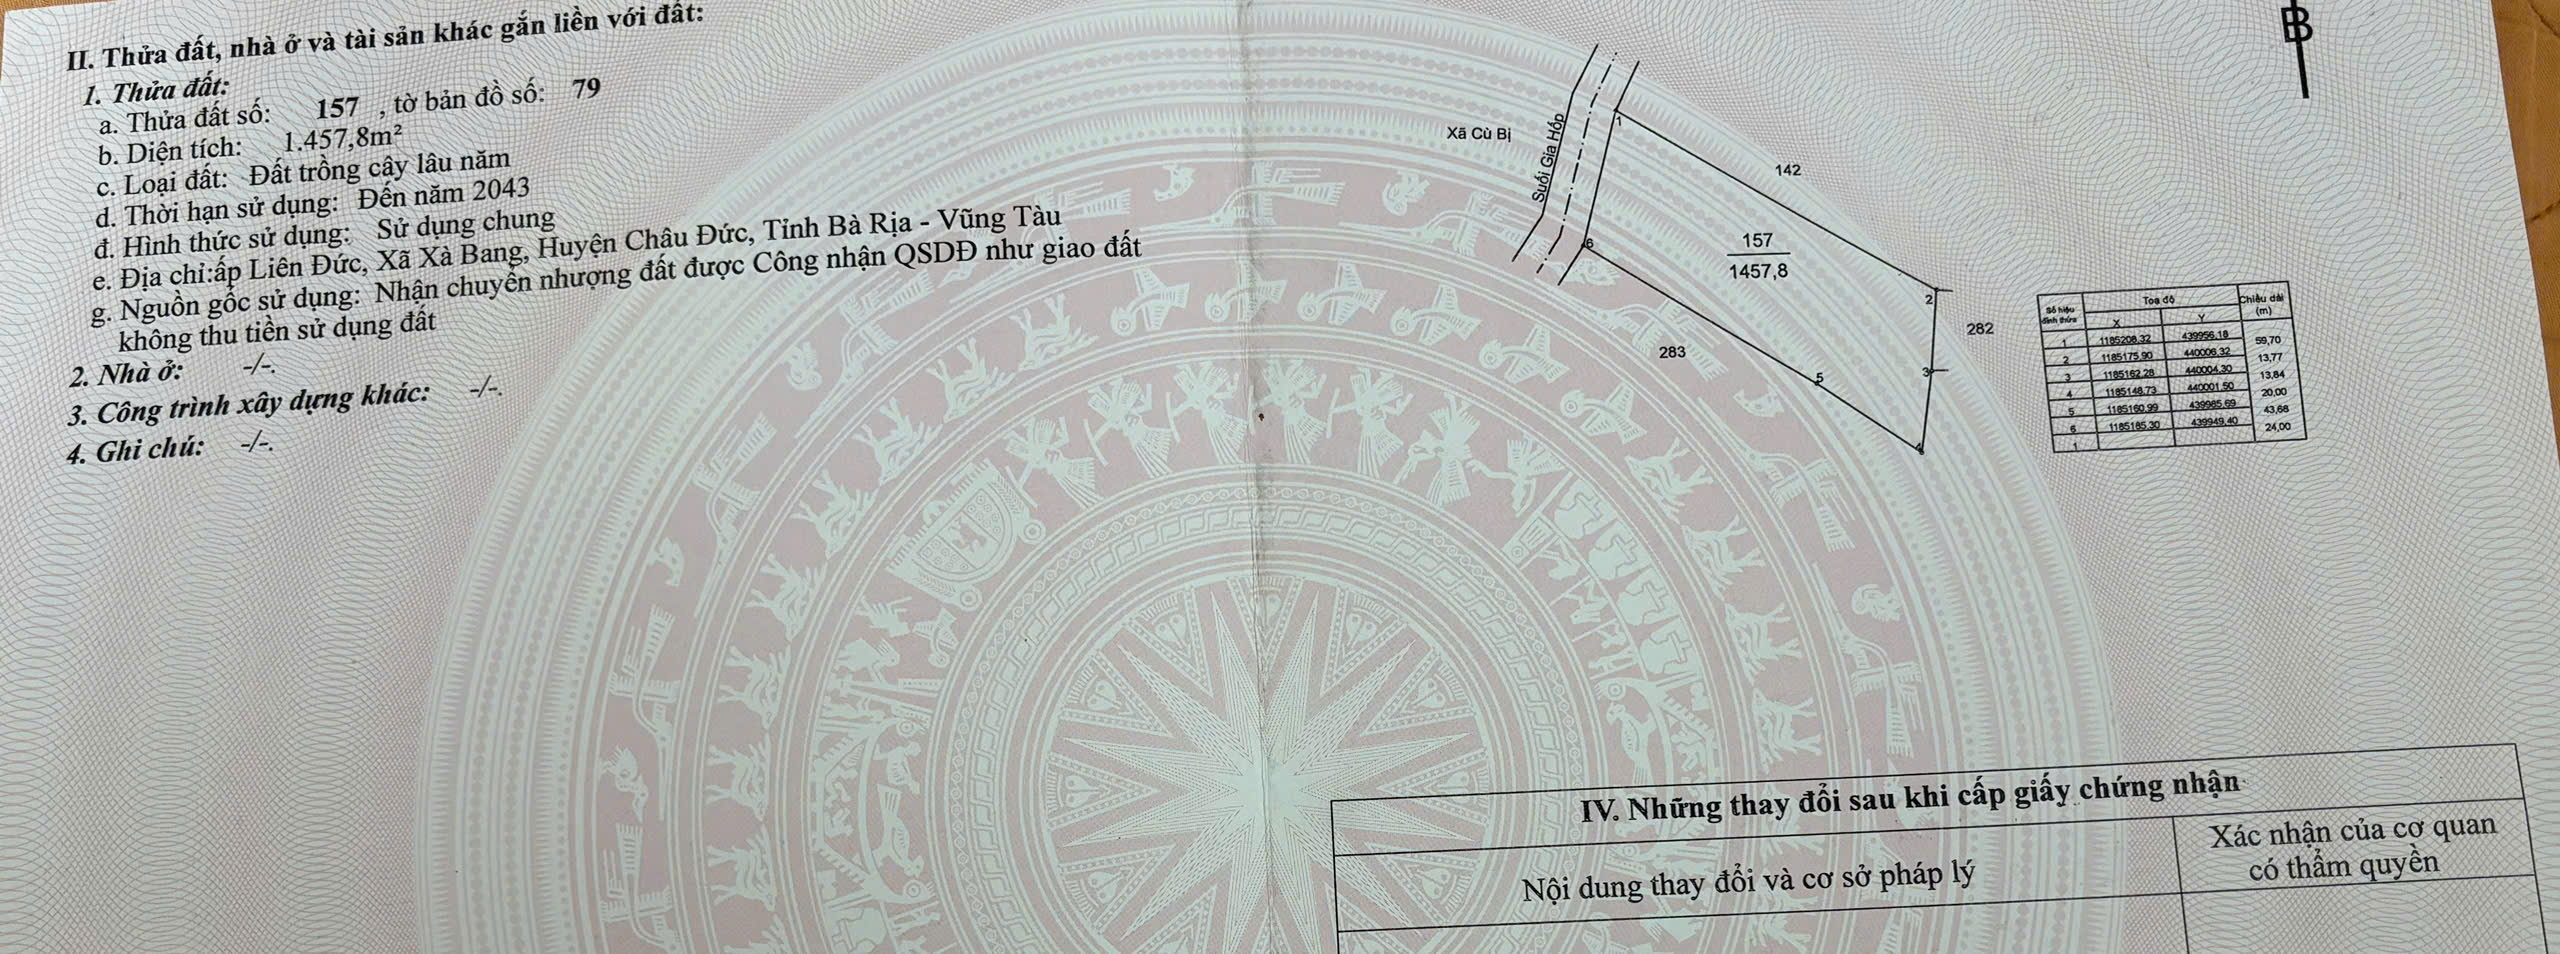 II. Thửa đất, nhà ở và tài sản khác gắn liền với đất:
1. Thửa đất:
a. Thửa đất số: 157 , tờ bản đồ số: 79
b. Diện tích: 1.457,8m²
c. Loại đất: Đất trồng cây lâu năm
d. Thời hạn sử dụng: Đến năm 2043
đ. Hình thức sử dụng: Sử dụng chung
e. Địa chỉ:ấp Liên Đức, Xã Xà Bang, Huyện Châu Đức, Tỉnh Bà Rịa - Vũng Tàu
g. Nguồn gốc sử dụng: Nhận chuyển nhượng đất được Công nhận QSDĐ như giao đất
không thu tiền sử dụng đất
2. Nhà ở: -/-.
3. Công trình xây dựng khác: -/-.
4. Ghi chú: -/-.
B
Xã Cù Bị
Suối Gia Hốp
1
142
6
157
1457,8
2
282
283
3
5
4
Số hiệu đỉnh thửa Toạ độ Chiều dài (m)
X Y
1 1185208.32 439956.18
59,70
2 1185175.90 440006.32
13,77
3 1185162.28 440004.30
13,84
4 1185148.73 440001.50
20,00
5 1185160.99 439985.69
43,68
6 1185185.30 439949.40
24,00
1
IV. Những thay đổi sau khi cấp giấy chứng nhận
Nội dung thay đổi và cơ sở pháp lý
Xác nhận của cơ quan
có thẩm quyền